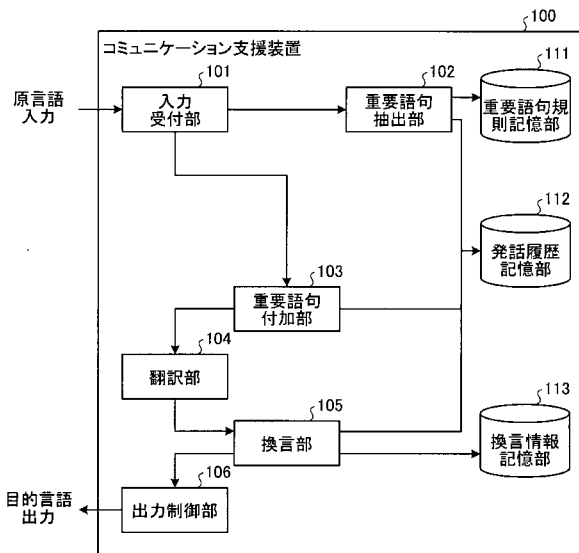 100
コミュニケーション支援装置
101
102
111
原言語
入力
入力
受付部
重要語句
抽出部
重要語句規
則記憶部
112
発話履歴
記憶部
103
重要語句
付加部
104
翻訳部
105
換言部
113
換言情報
記憶部
106
出力制御部
目的言語
出力